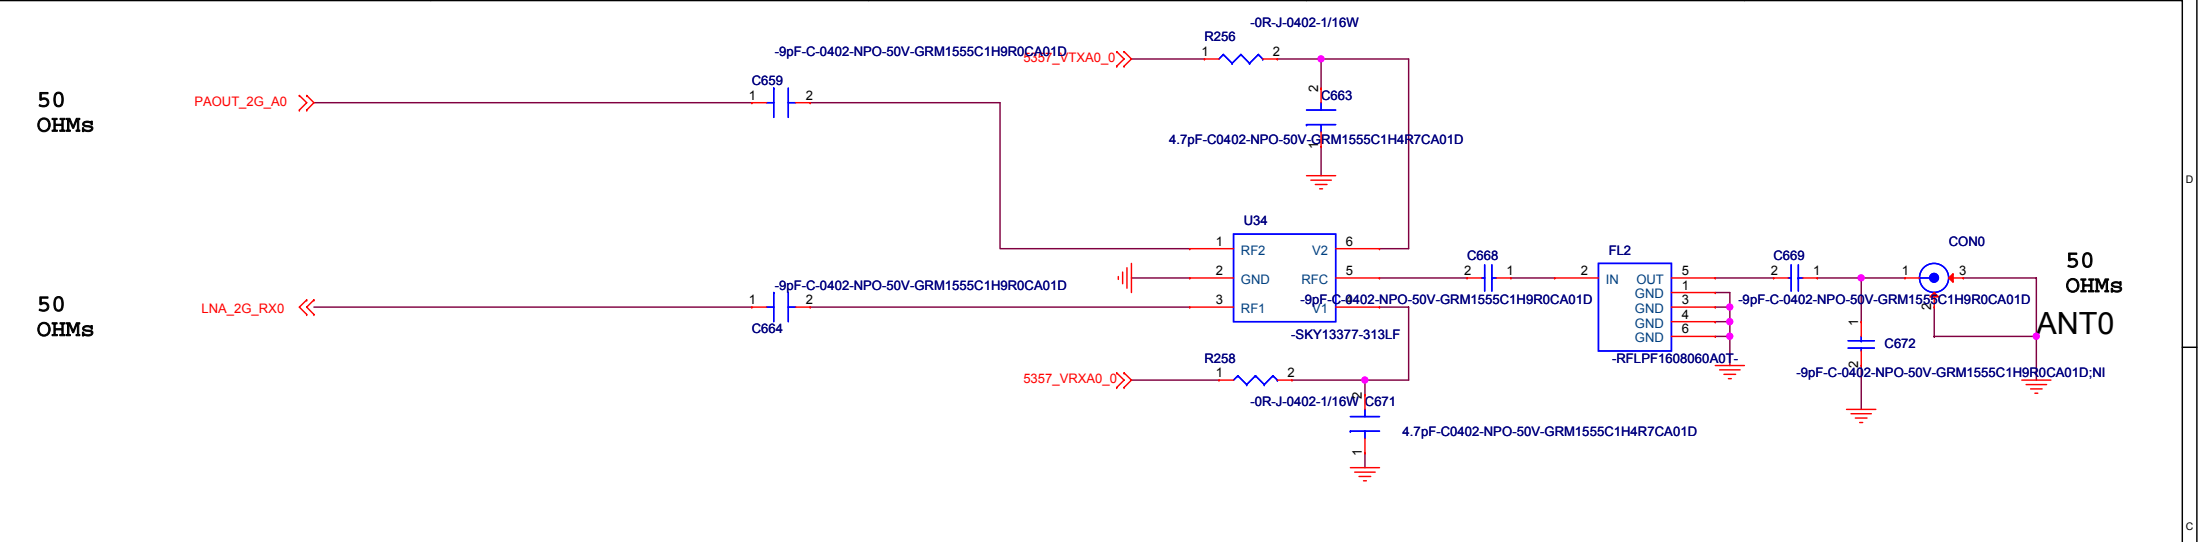 -0R-J-0402-1/16W
R256
-9pF-C-0402-NPO-50V-GRM1555C1H9R0CA01D
5357_VTXA0_0
1
2
C659
50
OHMs
PAOUT_2G_A0
1
2
2
C663
4.7pF-C0402-NPO-50V-GRM1555C1H4R7CA01D
1
D
U34
1
RF2
V2
6
2
GND
RFC
5
3
RF1
V1
4
-SKY13377-313LF
C668
2
1
-9pF-C-0402-NPO-50V-GRM1555C1H9R0CA01D
FL2
2
IN
OUT
5
GND
1
GND
3
GND
4
GND
6
-RFLPF1608060A0T-
C669
2
1
-9pF-C-0402-NPO-50V-GRM1555C1H9R0CA01D
CON0
1
3
2
50
OHMs
ANT0
1
C672
2
-9pF-C-0402-NPO-50V-GRM1555C1H9R0CA01D;NI
50
OHMs
LNA_2G_RX0
-9pF-C-0402-NPO-50V-GRM1555C1H9R0CA01D
1
2
C664
R258
5357_VRXA0_0
1
2
-0R-J-0402-1/16W
2
C671
4.7pF-C0402-NPO-50V-GRM1555C1H4R7CA01D
1
C